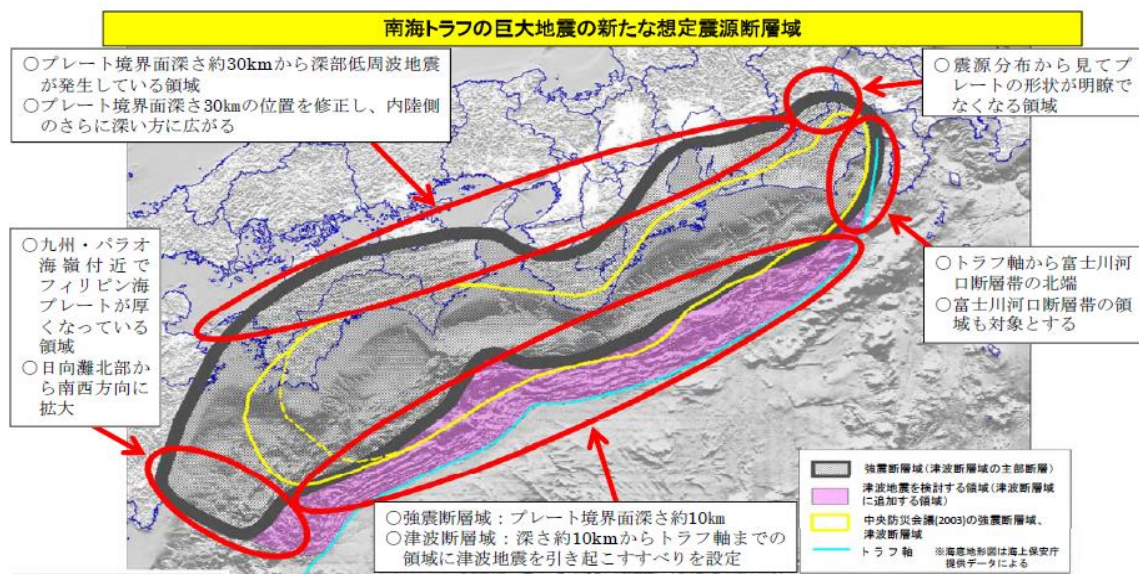 南海トラフの巨大地震の新たな想定震源断層域
○プレート境界面深さ約30kmから深部低周波地震
が発生している領域
○プレート境界面深さ30㎞の位置を修正し、内陸側
のさらに深い方に広がる
○震源分布から見てプ
レートの形状が明瞭で
なくなる領域
○九州・パラオ
海嶺付近で
フィリピン海
プレートが厚
くなっている
領域
○日向灘北部か
ら南西方向に
拡大
○トラフ軸から富士川河
口断層帯の北端
○富士川河口断層帯の領
域も対象とする
○強震断層域：プレート境界面深さ約10㎞
○津波断層域：深さ約10kmからトラフ軸までの
領域に津波地震を引き起こすすべりを設定
強震断層域(津波断層域の主部断層)
津波地震を検討する領域(津波断層域
に追加する領域)
中央防災会議(2003)の強震断層域、
津波断層域
トラフ軸 ※海底地形図は海上保安庁
提供データによる